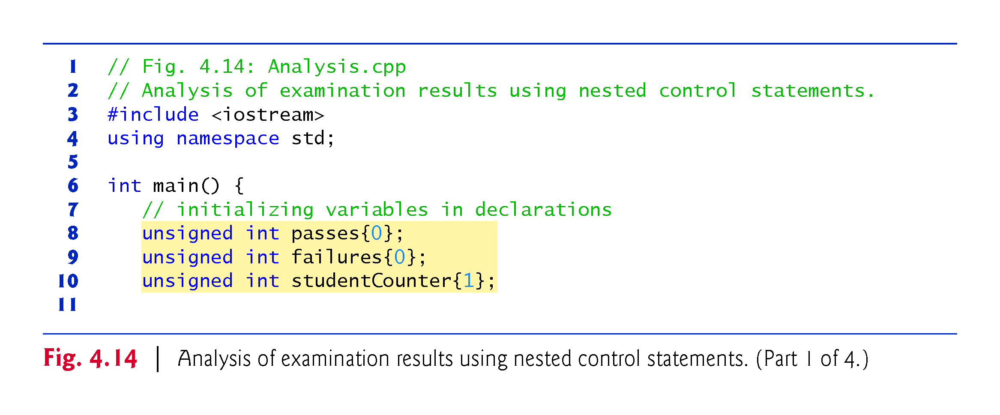 1 // Fig. 4.14: Analysis.cpp
2 // Analysis of examination results using nested control statements.
3 #include <iostream>
4 using namespace std;
5
6 int main() {
7 // initializing variables in declarations
8 unsigned int passes{0};
9 unsigned int failures{0};
10 unsigned int studentCounter{1};
11
Fig. 4.14 | Analysis of examination results using nested control statements. (Part 1 of 4.)